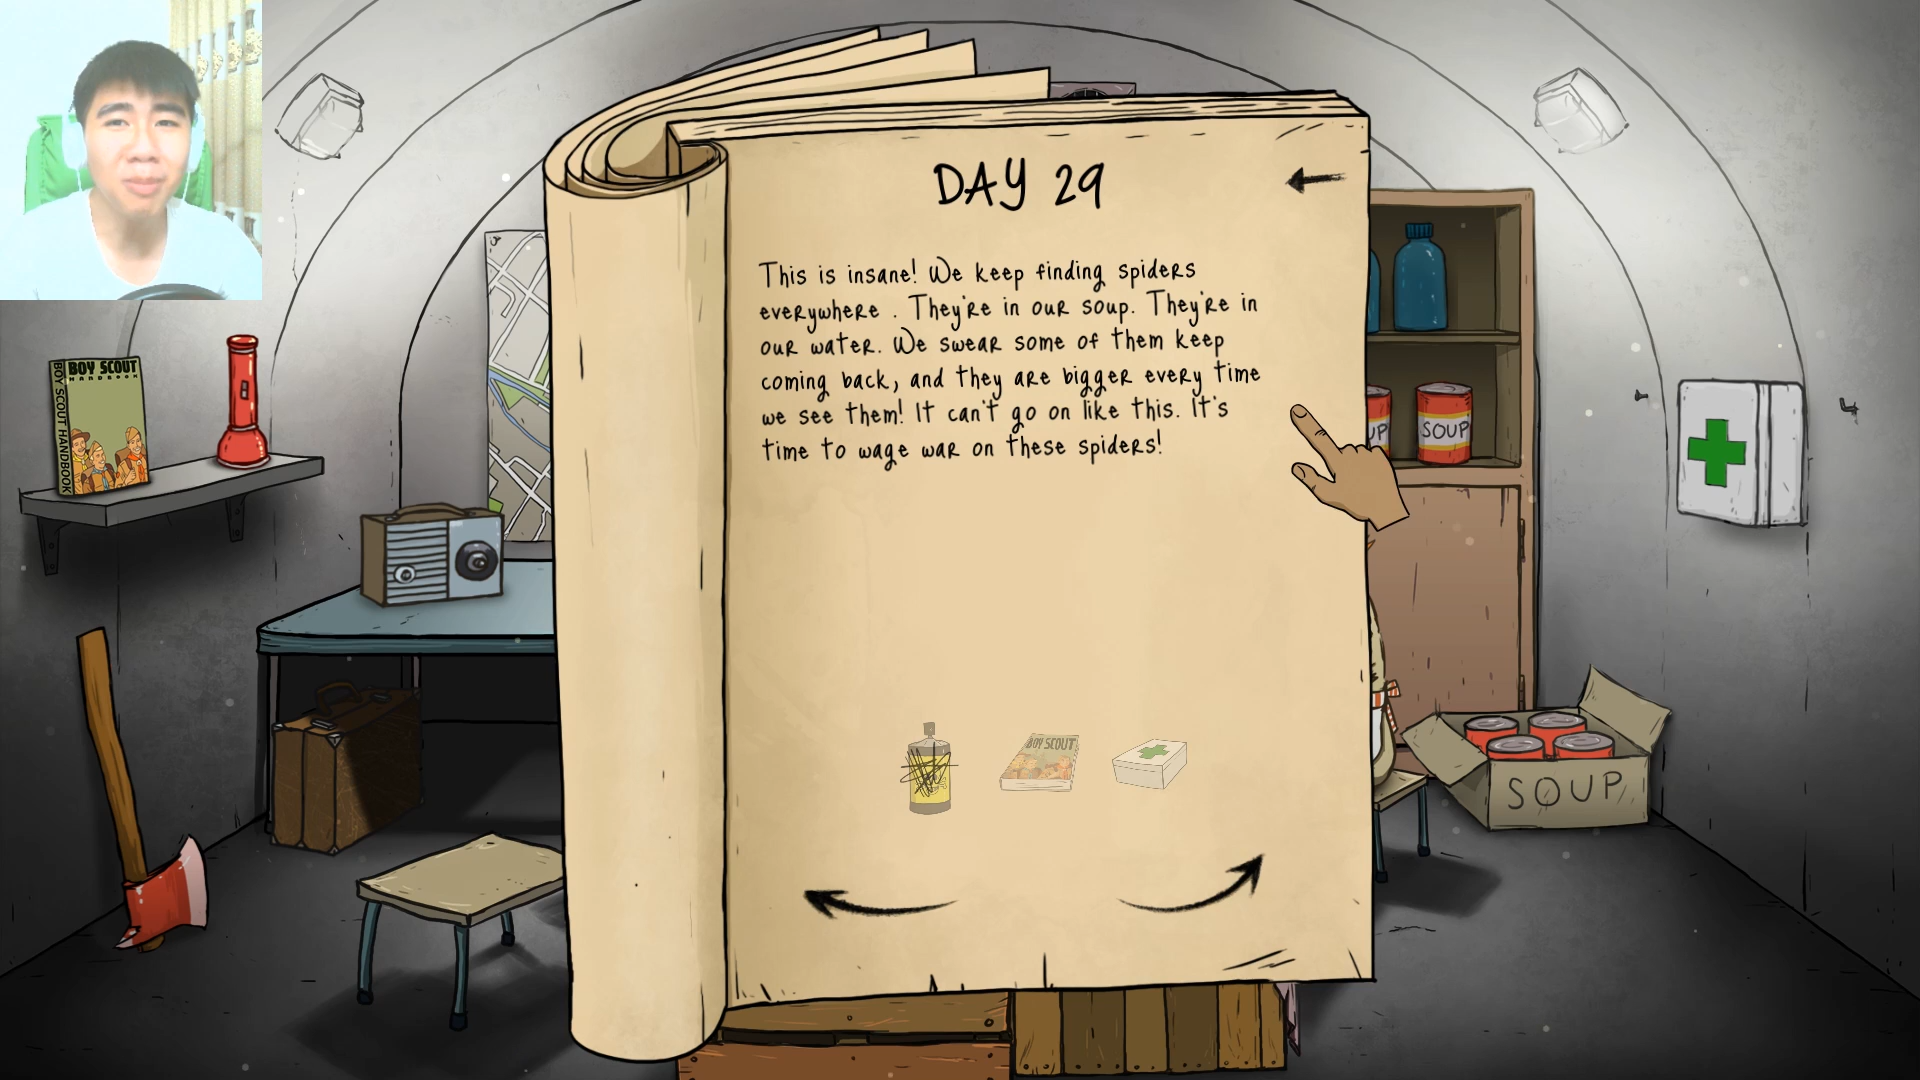 DAY 29
This is insane! We keep finding spiders
everywhere . They're in our soup. They're in
our water. We swear some of them keep
coming back, and they are bigger every time
we see them! It can't go on like this. It's
time to wage war on these spiders!
BOY SCOUT
HANDBOOK
BOY SCOUT HANDBOOK
UP
SOUP
BOY SCOUT
SOUP